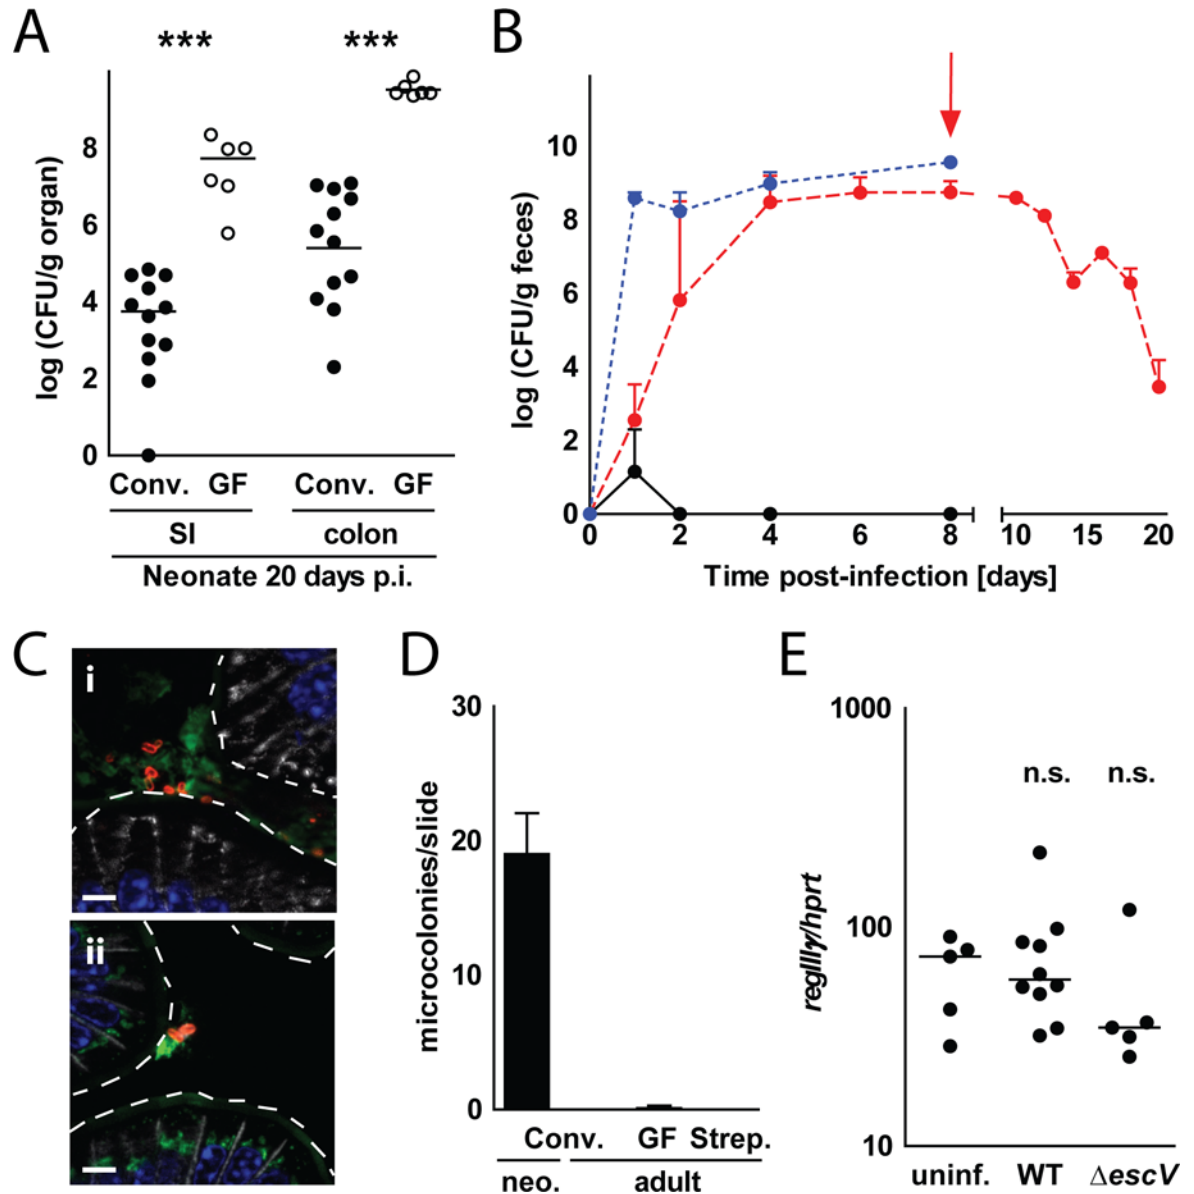 A
*** ***
log (CFU/g organ)
8
6
4
2
0
Conv. GF Conv. GF
SI colon
Neonate 20 days p.i.
B
log (CFU/g feces)
10
8
6
4
2
0
0 2 4 6 8 10 15 20
Time post-infection [days]
C
i
ii
D
microcolonies/slide
30
20
10
0
Conv. GF Strep.
neo. adult
E
regIIIγ/hprt
1000
100
10
n.s. n.s.
uninf. WT ΔescV